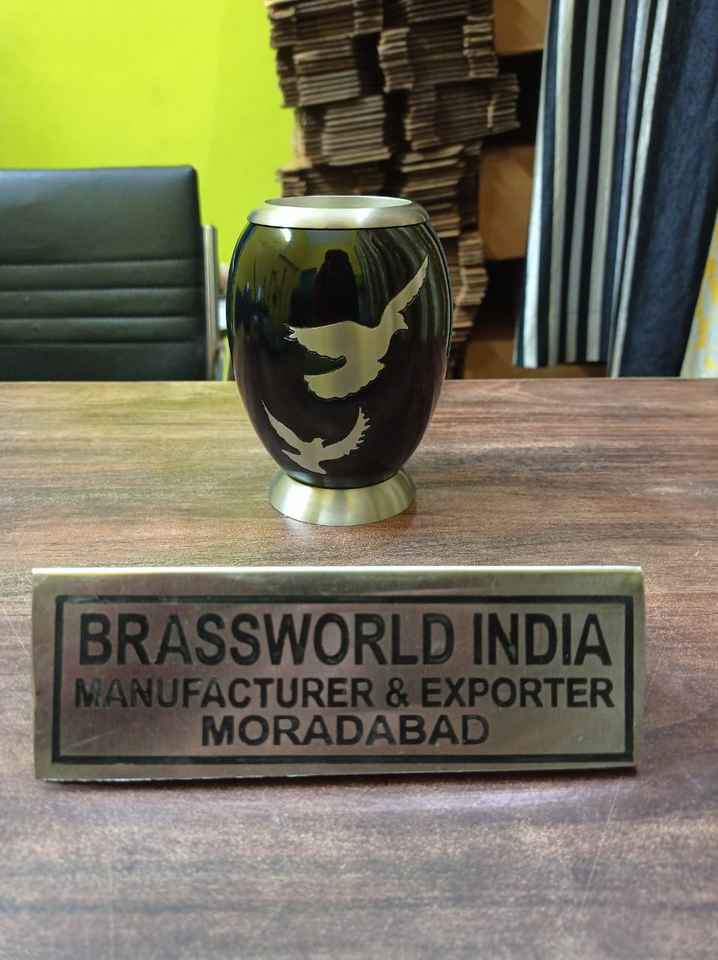 BRASSWORLD INDIA
MANUFACTURER & EXPORTER
MORADABAD